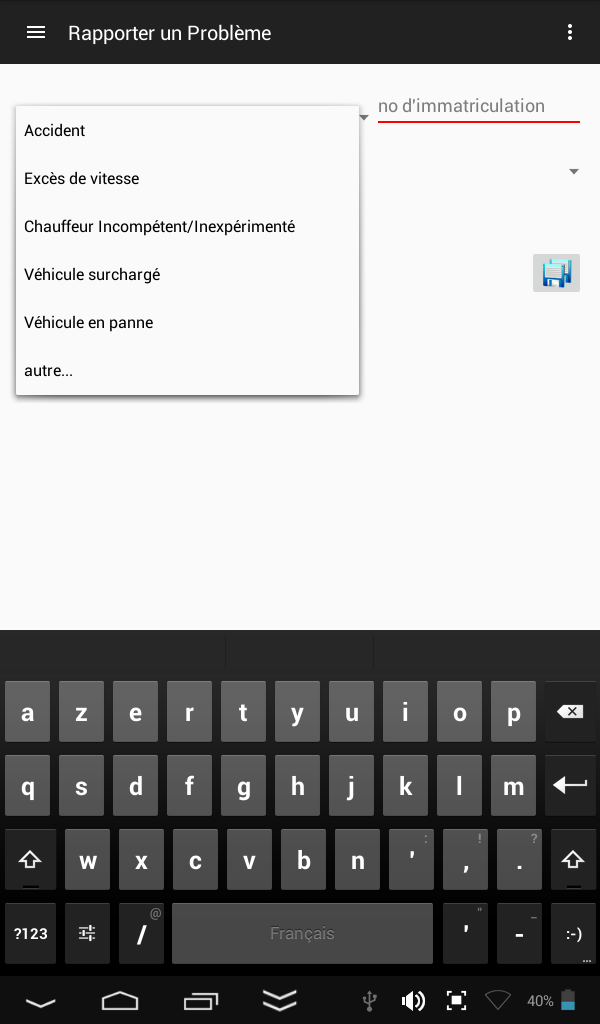 Rapporter un Problème
no d'immatriculation
Accident
Excès de vitesse
Chauffeur Incompétent/Inexpérimenté
Véhicule surchargé
Véhicule en panne
autre...
a z e r t y u i o p
q s d f g h j k l m
w x c v b n ' : , ! . ?
?123 / @ Français ' " - _ :-) ...
40%